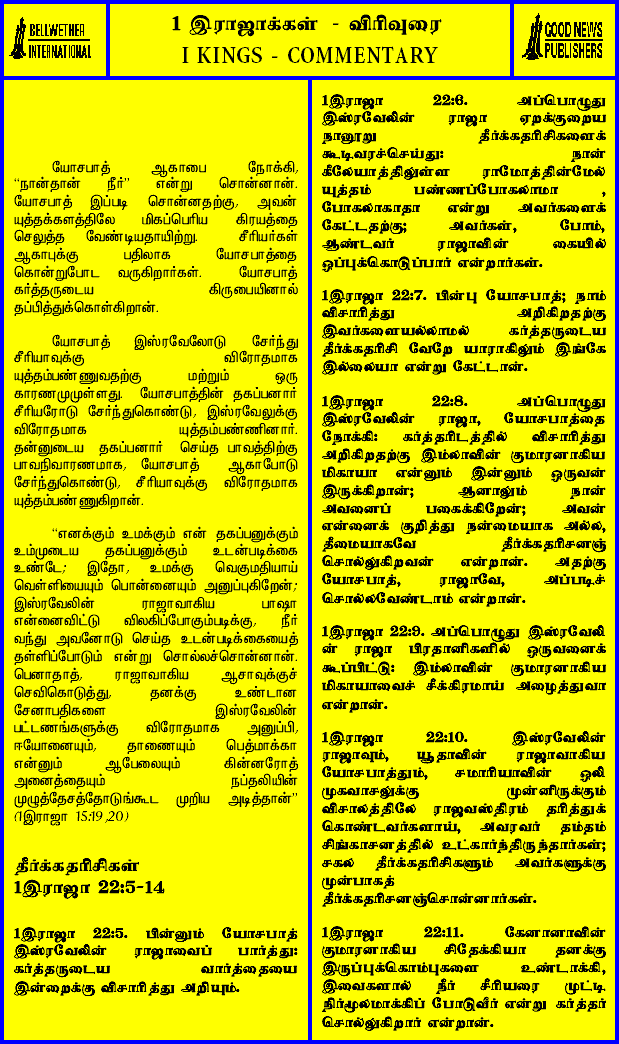 BELLWETHER
INTERNATIONAL
1 இராஜாக்கள் - விரிவுரை
I KINGS - COMMENTARY
GOOD NEWS
PUBLISHERS
யோசபாத் ஆகாபை நோக்கி,
“நான்தான் நீர்” என்று சொன்னான்.
யோசபாத் இப்படி சொன்னதற்கு, அவன்
யுத்தக்களத்திலே மிகப்பெரிய கிரயத்தை
செலுத்த வேண்டியதாயிற்று. சீரியர்கள்
ஆகாபுக்கு பதிலாக யோசபாத்தை
கொன்றுபோட வருகிறார்கள். யோசபாத்
கர்த்தருடைய கிருபையினால்
தப்பித்துக்கொள்கிறான்.
யோசபாத் இஸ்ரவேலோடு சேர்ந்து
சீரியாவுக்கு விரோதமாக
யுத்தம்பண்ணுவதற்கு மற்றும் ஒரு
காரணமுமுள்ளது. யோசபாத்தின் தகப்பனார்
சீரியரோடு சேர்ந்துகொண்டு, இஸ்ரவேலுக்கு
விரோதமாக யுத்தம்பண்ணினார்.
தன்னுடைய தகப்பனார் செய்த பாவத்திற்கு
பாவநிவாரணமாக, யோசபாத் ஆகாபோடு
சேர்ந்துகொண்டு, சீரியாவுக்கு விரோதமாக
யுத்தம்பண்ணுகிறான்.
“எனக்கும் உமக்கும் என் தகப்பனுக்கும்
உம்முடைய தகப்பனுக்கும் உடன்படிக்கை
உண்டே; இதோ, உமக்கு வெகுமதியாய்
வெள்ளியையும் பொன்னையும் அனுப்புகிறேன்;
இஸ்ரவேலின் ராஜாவாகிய பாஷா
என்னைவிட்டு விலகிப்போகும்படிக்கு, நீர்
வந்து அவனோடு செய்த உடன்படிக்கையைத்
தள்ளிப்போடும் என்று சொல்லச்சொன்னான்.
பெனாதாத், ராஜாவாகிய ஆசாவுக்குச்
செவிகொடுத்து, தனக்கு உண்டான
சேனாபதிகளை இஸ்ரவேலின்
பட்டணங்களுக்கு விரோதமாக அனுப்பி,
ஈயோனையும், தாணையும் பெத்மாக்கா
என்னும் ஆபேலையும் கின்னரோத்
அனைத்தையும் நப்தலியின்
முழுத்தேசத்தோடுங்கூட முறிய அடித்தான்”
(1இராஜா 15:19,20)
தீர்க்கதரிசிகள்
1இராஜா 22:5-14
1இராஜா 22:5. பின்னும் யோசபாத்
இஸ்ரவேலின் ராஜாவைப் பார்த்து:
கர்த்தருடைய வார்த்தையை
இன்றைக்கு விசாரித்து அறியும்.
1இராஜா 22:6. அப்பொழுது
இஸ்ரவேலின் ராஜா ஏறக்குறைய
நானூறு தீர்க்கதரிசிகளைக்
கூடிவரச்செய்து: நான்
கீலேயாத்திலுள்ள ராமோத்தின்மேல்
யுத்தம் பண்ணப்போகலாமா ,
போகலாகாதா என்று அவர்களைக்
கேட்டதற்கு; அவர்கள், போம்,
ஆண்டவர் ராஜாவின் கையில்
ஒப்புக்கொடுப்பார் என்றார்கள்.
1இராஜா 22:7. பின்பு யோசபாத்; நாம்
விசாரித்து அறிகிறதற்கு
இவர்களையல்லாமல் கர்த்தருடைய
தீர்க்கதரிசி வேறே யாராகிலும் இங்கே
இல்லையா என்று கேட்டான்.
1இராஜா 22:8. அப்பொழுது
இஸ்ரவேலின் ராஜா, யோசபாத்தை
நோக்கி: கர்த்தரிடத்தில் விசாரித்து
அறிகிறதற்கு இம்லாவின் குமாரனாகிய
மிகாயா என்னும் இன்னும் ஒருவன்
இருக்கிறான்; ஆனாலும் நான்
அவனைப் பகைக்கிறேன்; அவன்
என்னைக் குறித்து நன்மையாக அல்ல,
தீமையாகவே தீர்க்கதரிசனஞ்
சொல்லுகிறவன் என்றான். அதற்கு
யோசபாத், ராஜாவே, அப்படிச்
சொல்லவேண்டாம் என்றான்.
1இராஜா 22:9. அப்பொழுது இஸ்ரவேலி
ன் ராஜா பிரதானிகளில் ஒருவனைக்
கூப்பிட்டு: இம்லாவின் குமாரனாகிய
மிகாயாவைச் சீக்கிரமாய் அழைத்துவா
என்றான்.
1இராஜா 22:10. இஸ்ரவேலின்
ராஜாவும், யூதாவின் ராஜாவாகிய
யோசபாத்தும், சமாரியாவின் ஒலி
முகவாசலுக்கு முன்னிருக்கும்
விசாலத்திலே ராஜவஸ்திரம் தரித்துக்
கொண்டவர்களாய், அவரவர் தம்தம்
சிங்காசனத்தில் உட்கார்ந்திருந்தார்கள்;
சகல தீர்க்கதரிசிகளும் அவர்களுக்கு
முன்பாகத்
தீர்க்கதரிசனஞ்சொன்னார்கள்.
1இராஜா 22:11. கேனானாவின்
குமாரனாகிய சிதேக்கியா தனக்கு
இருப்புக்கொம்புகளை உண்டாக்கி,
இவைகளால் நீர் சீரியரை முட்டி
நிர்மூலமாக்கிப் போடுவீர் என்று கர்த்தர்
சொல்லுகிறார் என்றான்.